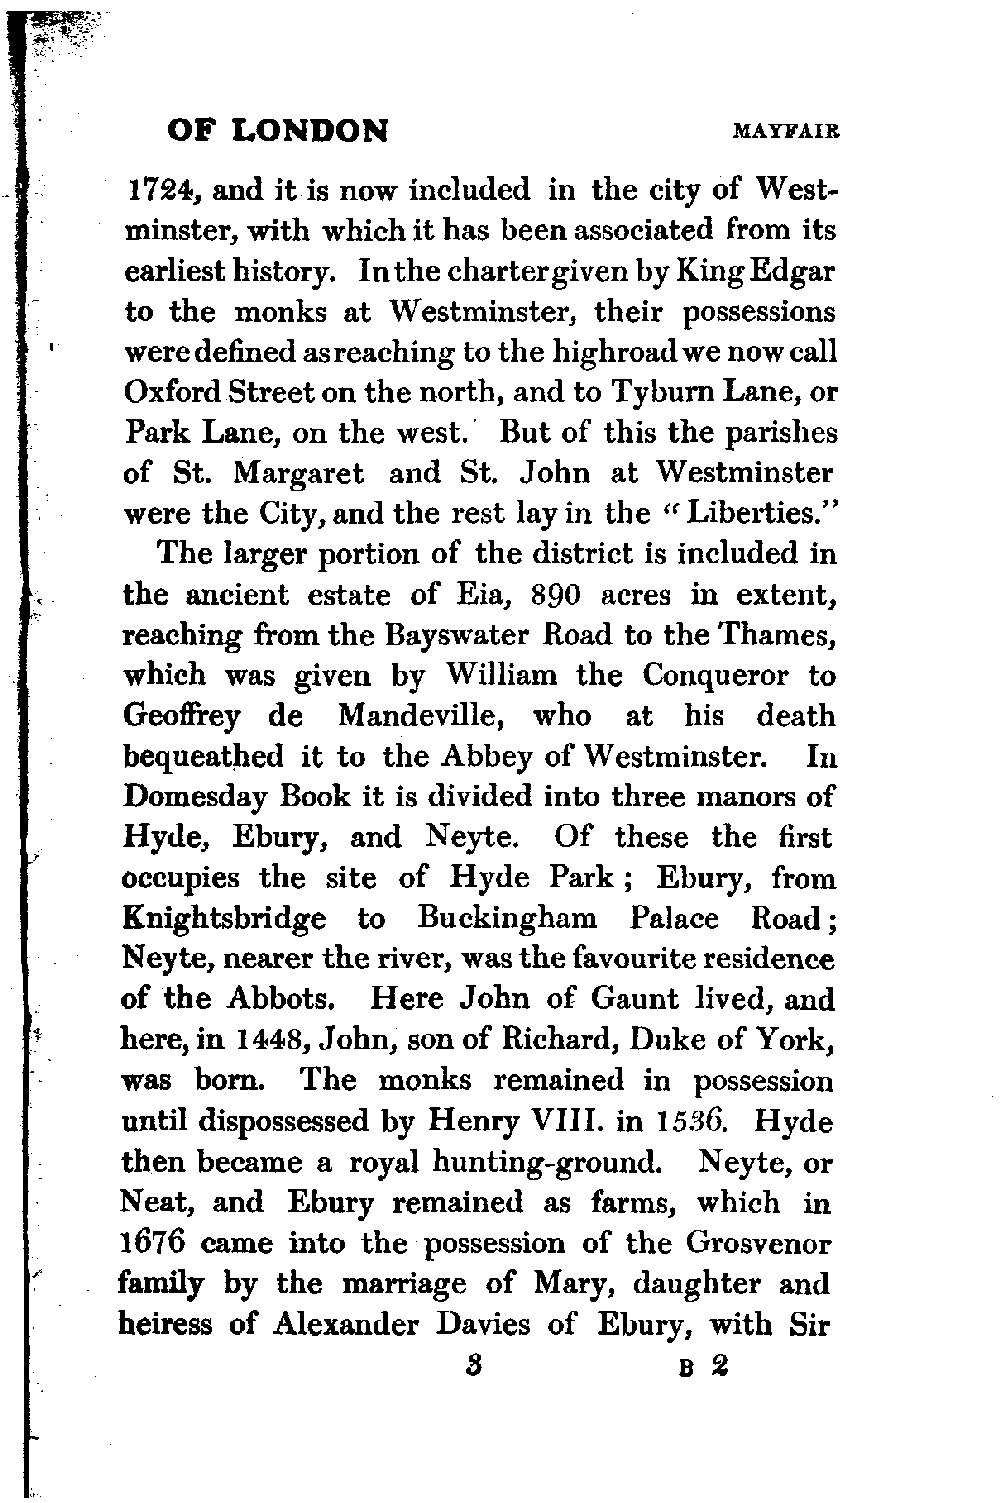 OF LONDON MAYFAIR
1724, and it is now included in the city of West-
minster, with which it has been associated from its
earliest history. In the charter given by King Edgar
to the monks at Westminster, their possessions
were defined as reaching to the highroad we now call
Oxford Street on the north, and to Tyburn Lane, or
Park Lane, on the west. But of this the parishes
of St. Margaret and St. John at Westminster
were the City, and the rest lay in the "Liberties."
The larger portion of the district is included in
the ancient estate of Eia, 890 acres in extent,
reaching from the Bayswater Road to the Thames,
which was given by William the Conqueror to
Geoffrey de Mandeville, who at his death
bequeathed it to the Abbey of Westminster. In
Domesday Book it is divided into three manors of
Hyde, Ebury, and Neyte. Of these the first
occupies the site of Hyde Park; Ebury, from
Knightsbridge to Buckingham Palace Road;
Neyte, nearer the river, was the favourite residence
of the Abbots. Here John of Gaunt lived, and
here, in 1448, John, son of Richard, Duke of York,
was born. The monks remained in possession
until dispossessed by Henry VIII. in 1536. Hyde
then became a royal hunting-ground. Neyte, or
Neat, and Ebury remained as farms, which in
1676 came into the possession of the Grosvenor
family by the marriage of Mary, daughter and
heiress of Alexander Davies of Ebury, with Sir
3 B 2